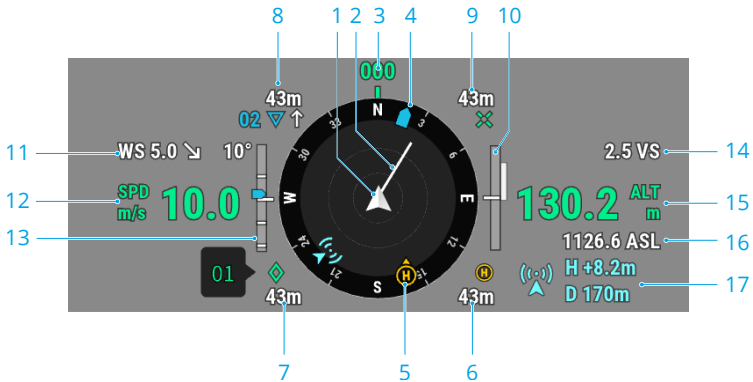 8
1
2
3
4
9
10
000
43m
43m
02
N
33
3
11
WS 5.0
10°
30
6
2.5 VS
14
12
SPD
m/s
10.0
W
E
130.2
ALT
m
15
13
24
12
1126.6 ASL
16
01
21
S
15
H
H
H +8.2m
D 170m
17
43m
43m
7
5
6